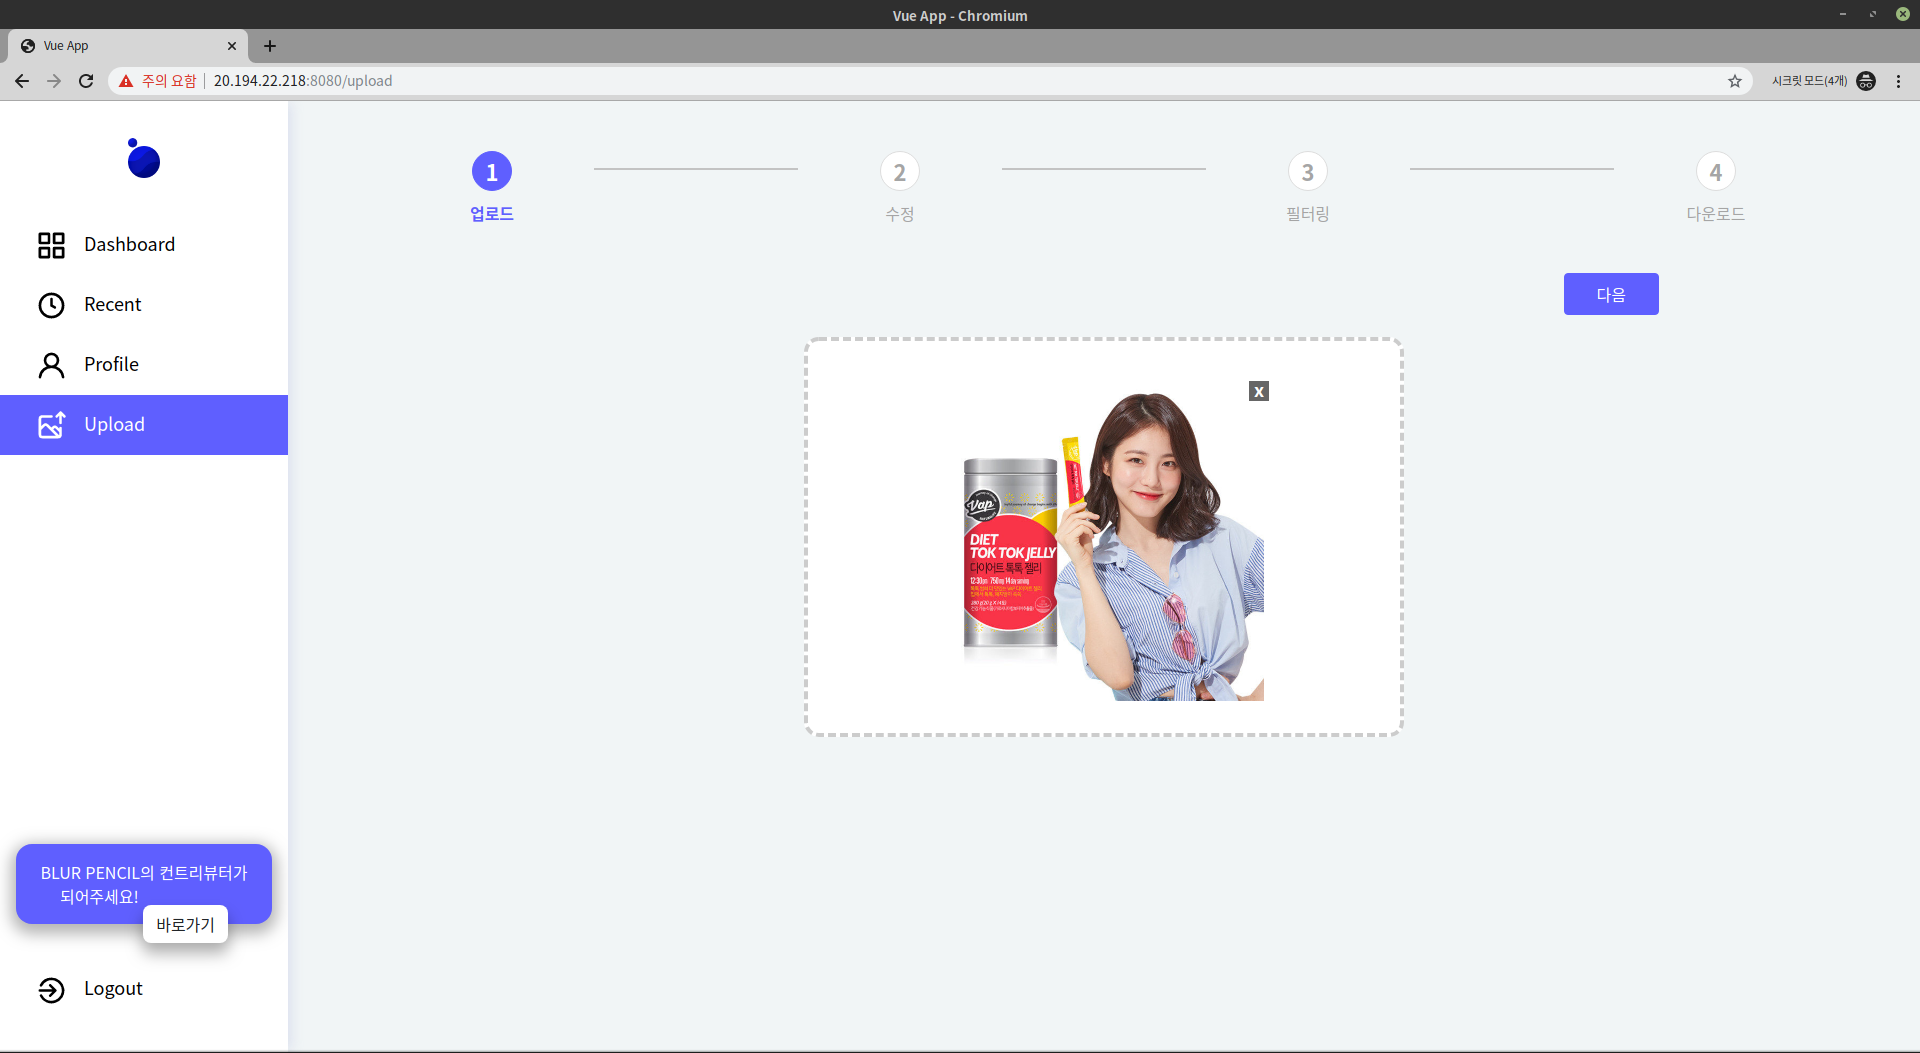 Vue App - Chromium
Vue App
주의 요함
20.194.22.218:8080/upload
시크릿 모드(4개)
1
업로드
2
수정
3
필터링
4
다운로드
Dashboard
Recent
Profile
Upload
다음
X
Vap
DIET
TOK TOK JELLY
다이어트 톡톡 젤리
BLUR PENCIL의 컨트리뷰터가
되어주세요!
바로가기
Logout